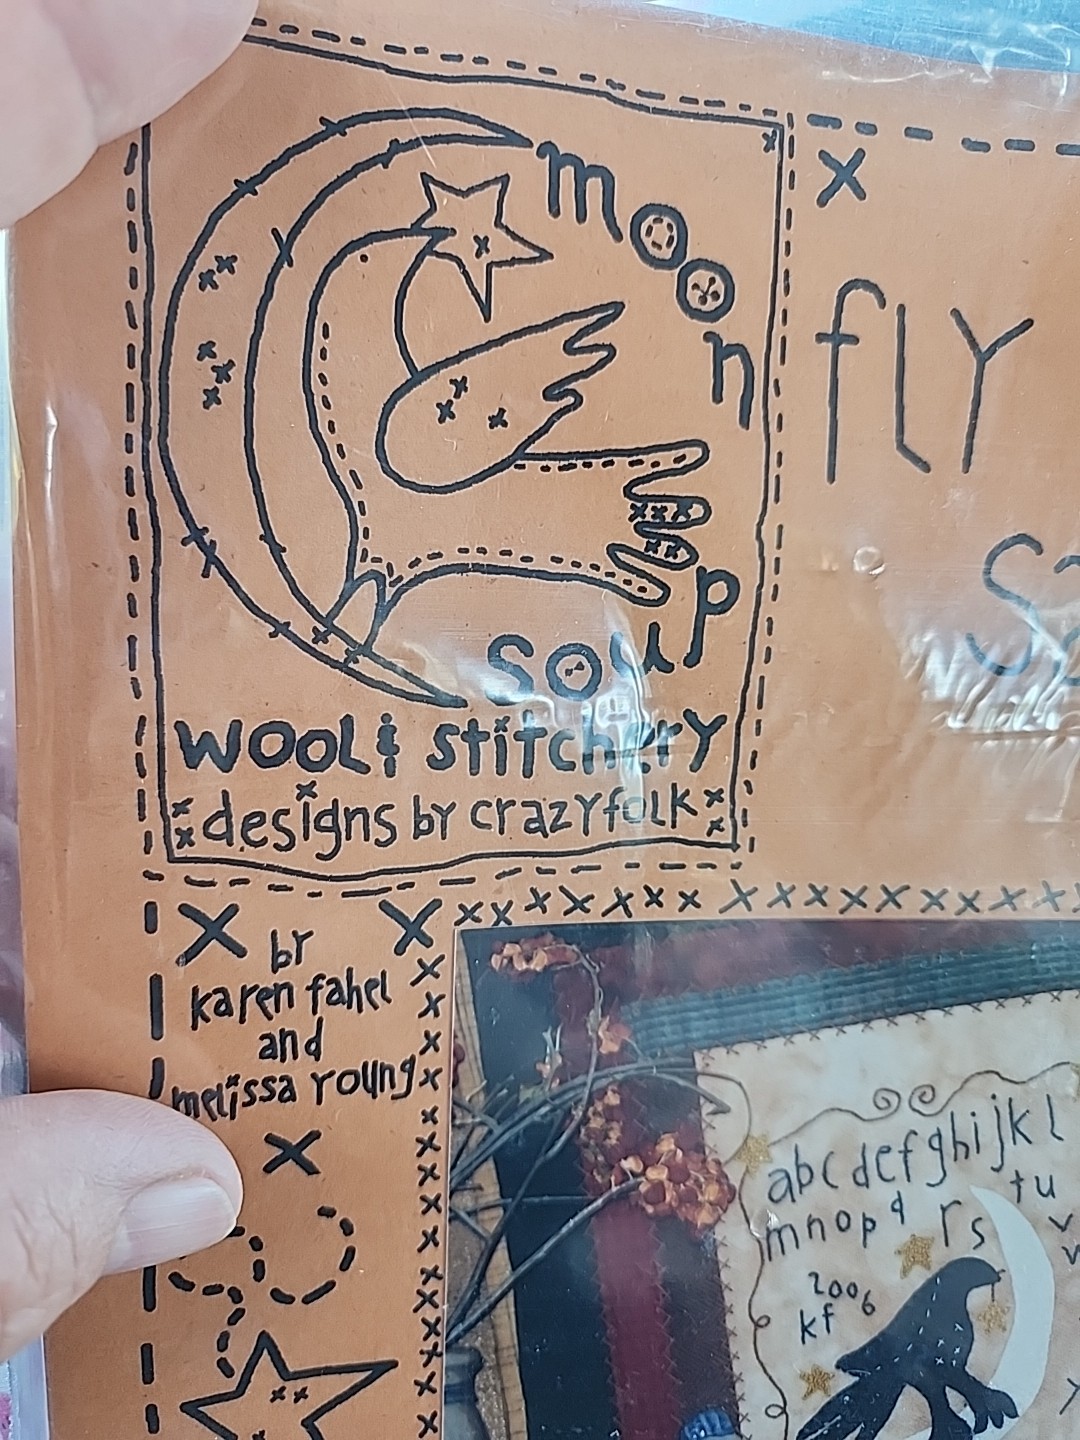 moon
soup
wool & stitchery
designs by crazyfolk
fly
by
karen fahel
and
melissa young
abcdefghijkl
mnopq rs tu
2006
kf